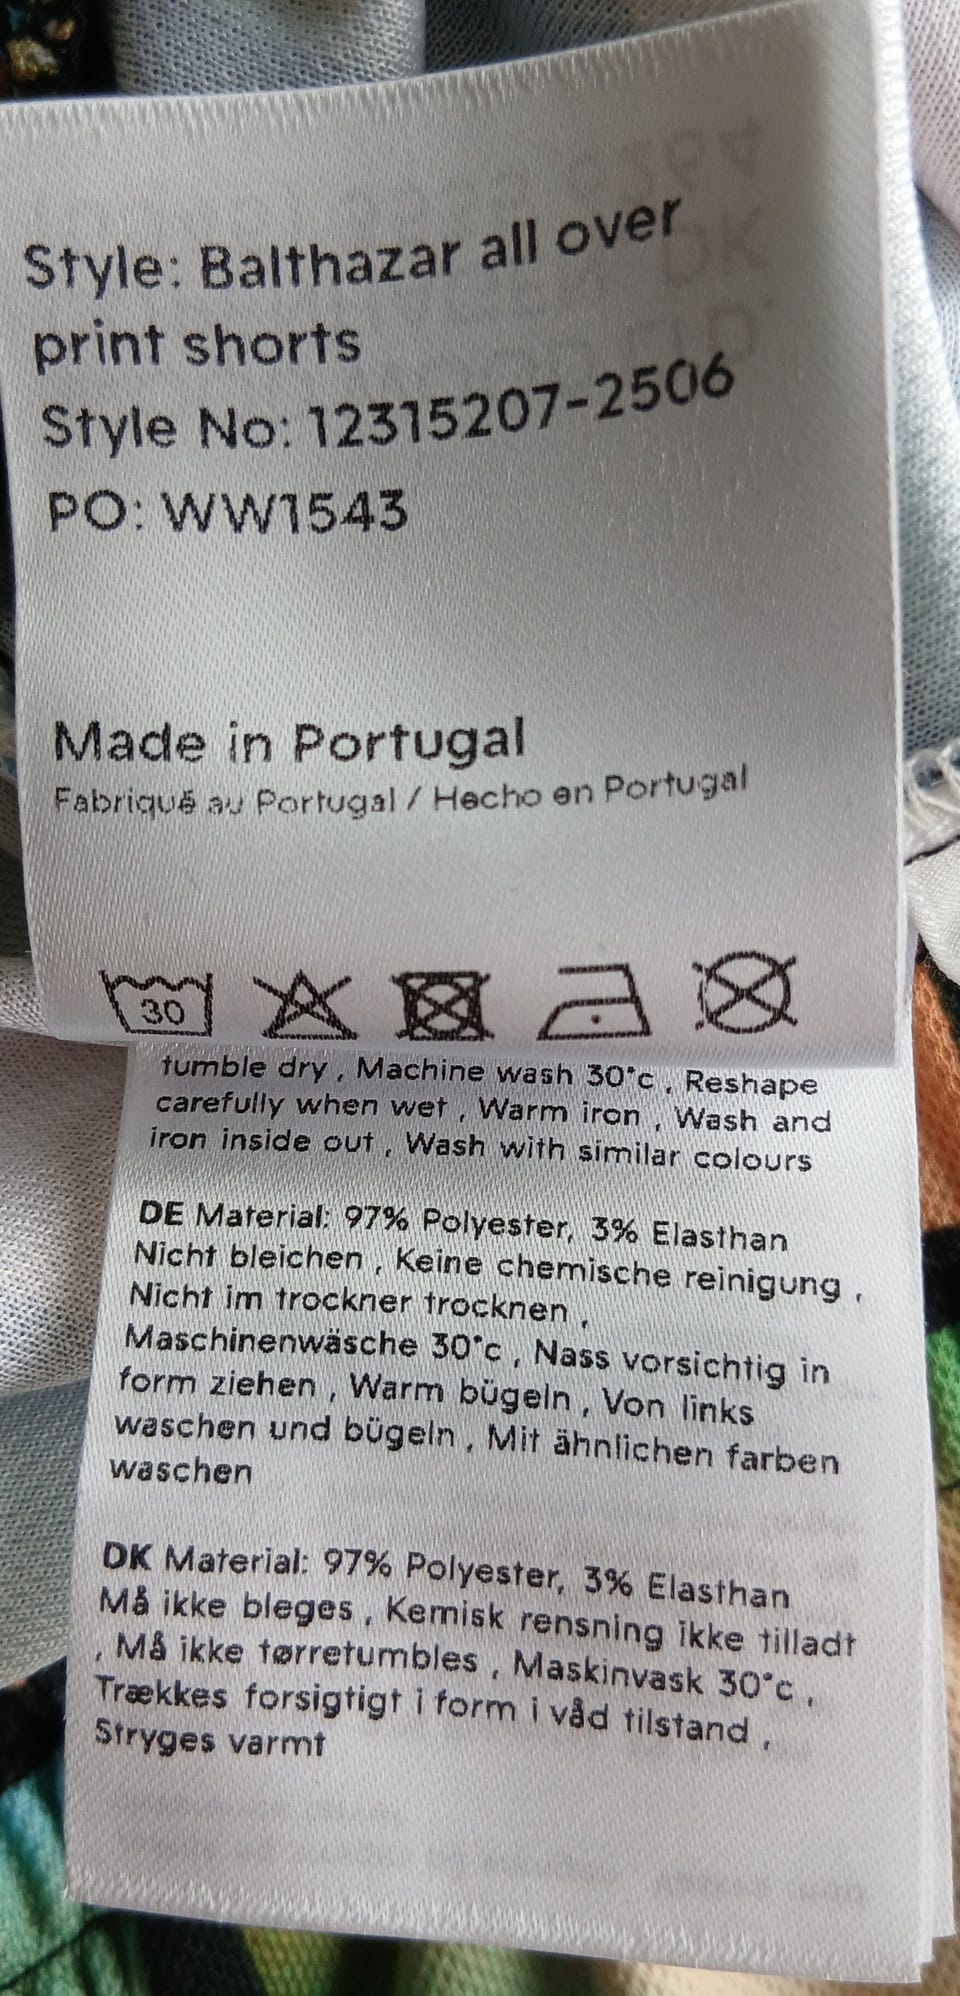 Style: Balthazar all over
print shorts
Style No: 12315207-2506
PO: WW1543
Made in Portugal
Fabriqué au Portugal / Hecho en Portugal
30
tumble dry , Machine wash 30°c , Reshape
carefully when wet , Warm iron , Wash and
iron inside out , Wash with similar colours
DE Material: 97% Polyester, 3% Elasthan
Nicht bleichen , Keine chemische reinigung ,
Nicht im trockner trocknen ,
Maschinenwäsche 30°c , Nass vorsichtig in
form ziehen , Warm bügeln , Von links
waschen und bügeln , Mit ähnlichen farben
waschen
DK Material: 97% Polyester, 3% Elasthan
Må ikke bleges , Kemisk rensning ikke tilladt
, Må ikke tørretumbles , Maskinvask 30°c ,
Trækkes forsigtigt i form i våd tilstand ,
Stryges varmt